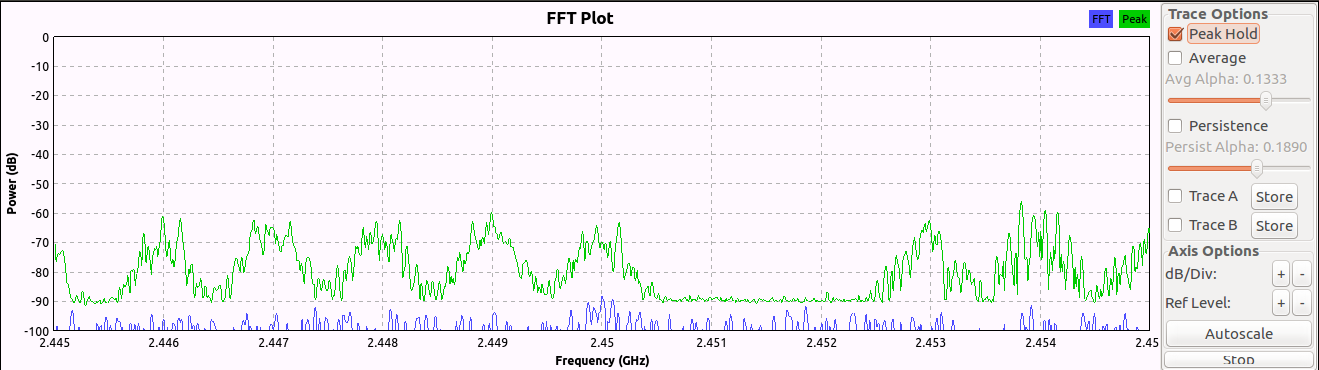 FFT Plot
FFT Peak
Power (dB)
0
-10
-20
-30
-40
-50
-60
-70
-80
-90
-100
2.445 2.446 2.447 2.448 2.449 2.45 2.451 2.452 2.453 2.454 2.45
Frequency (GHz)
Trace Options
Peak Hold
Average
Avg Alpha: 0.1333
Persistence
Persist Alpha: 0.1890
Trace A Store
Trace B Store
Axis Options
dB/Div: + -
Ref Level: + -
Autoscale
Stop